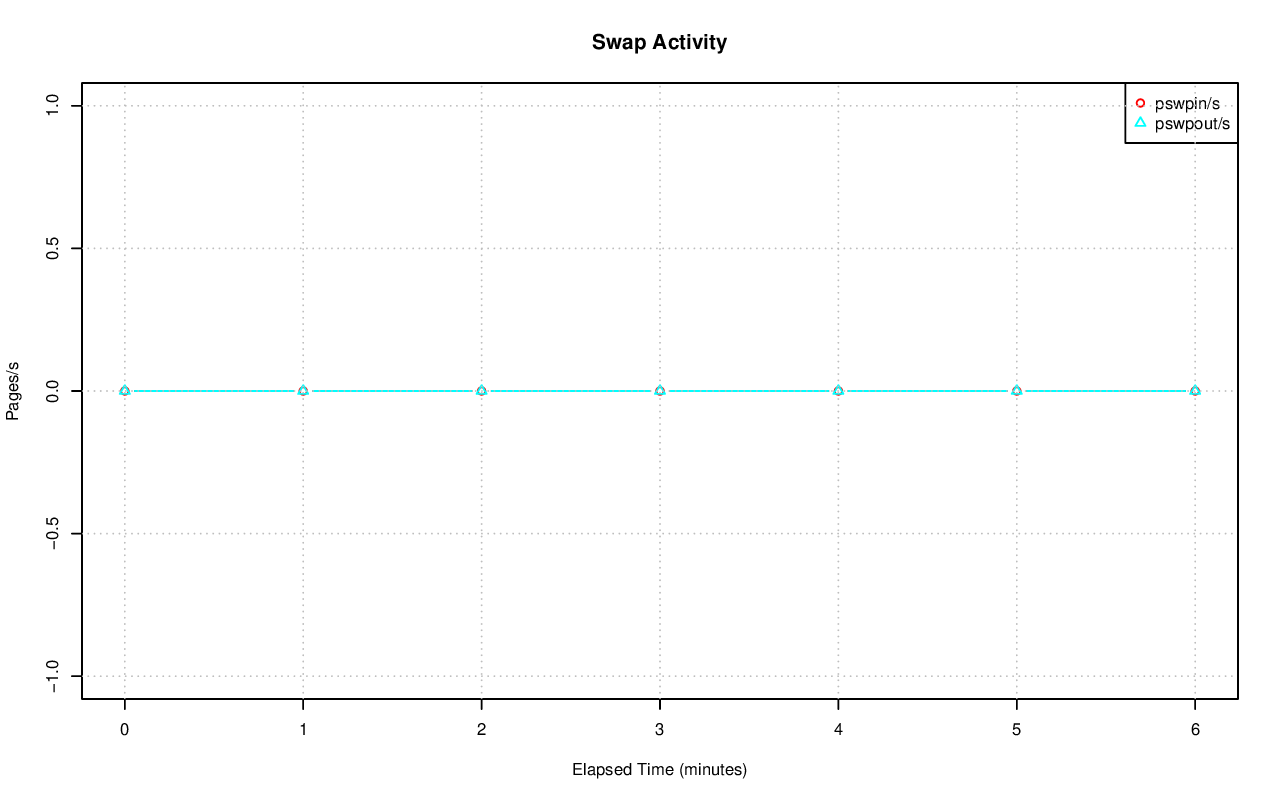 Swap Activity
pswpin/s
pswpout/s
1.0
0.5
0.0
−0.5
−1.0
Pages/s
0 1 2 3 4 5 6
Elapsed Time (minutes)